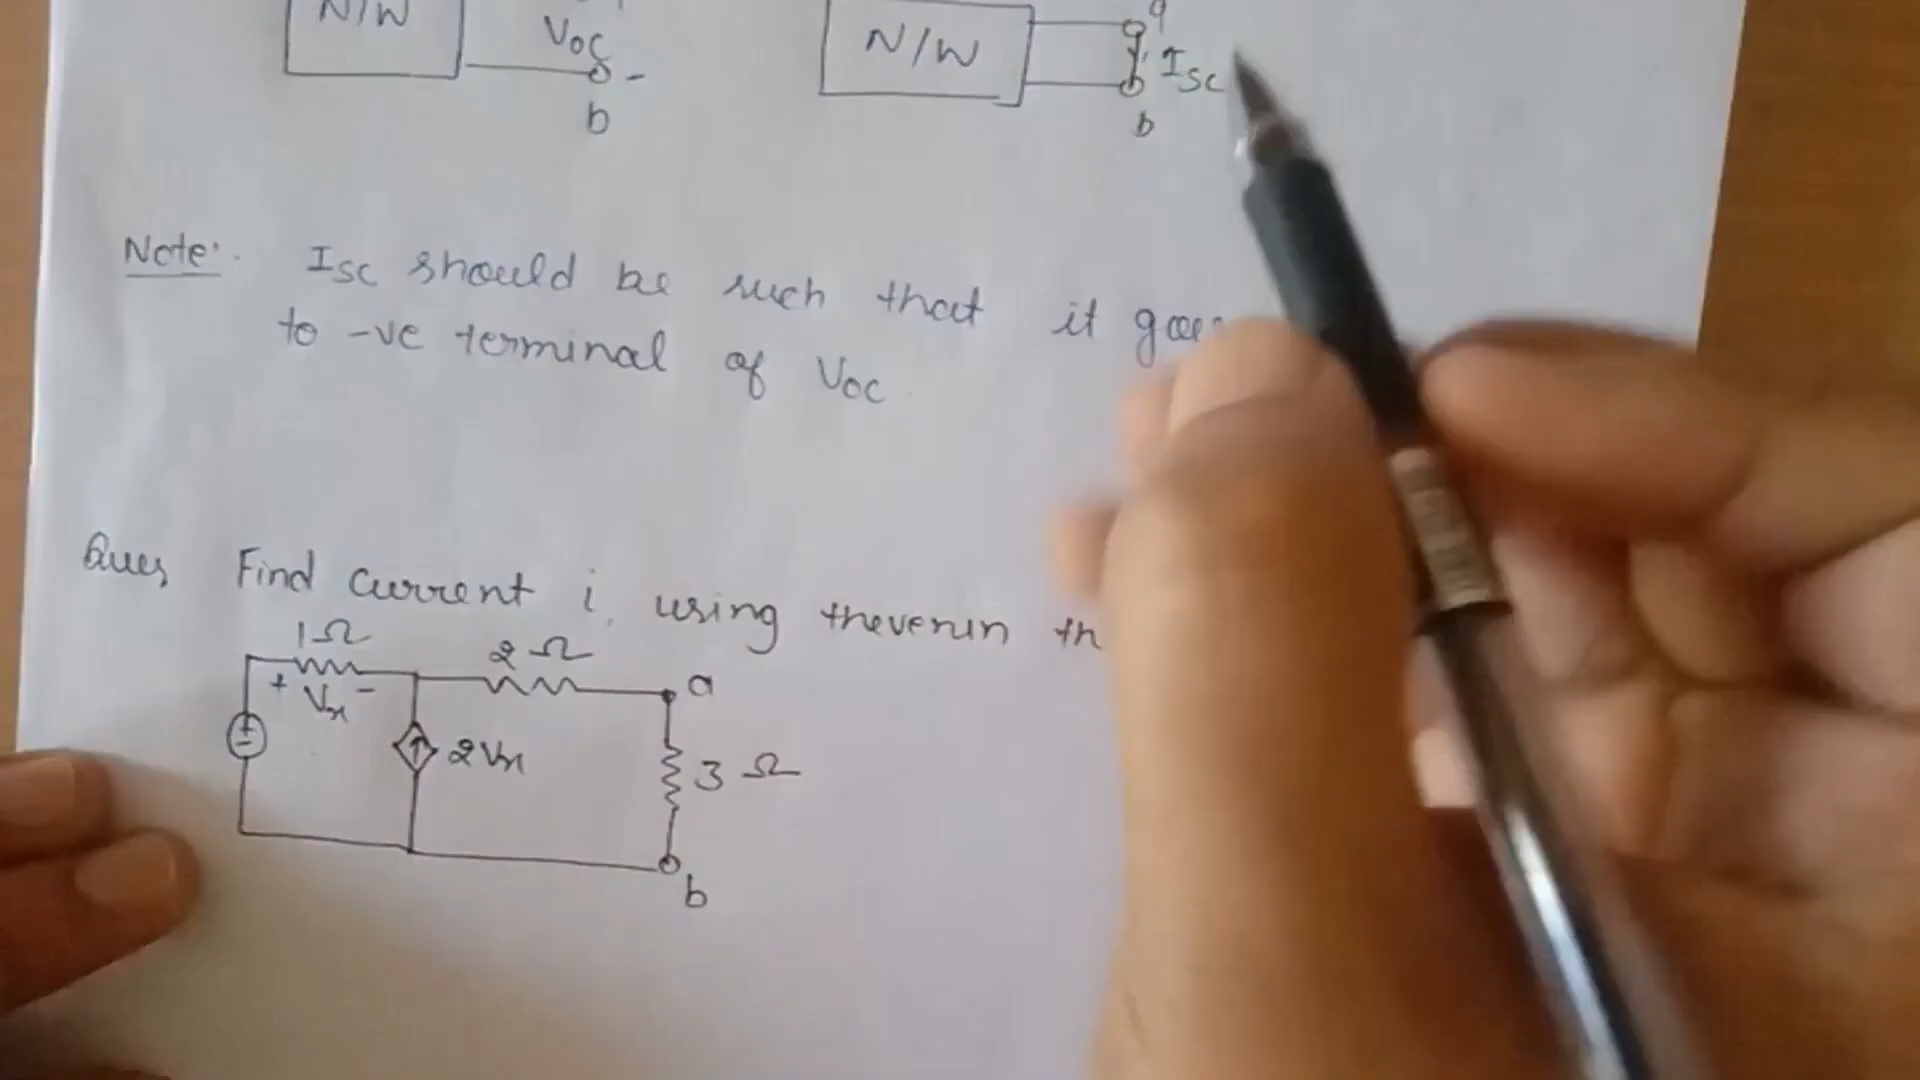 N/W
Voc
-
b
N/W
a
Isc
b
Note:
Isc should be such that it goes
to -ve terminal of Voc
Ques, Find current i, using thevenin th
1Ω
+ Vx -
2Ω
a
+
-
2Vx
3 Ω
b